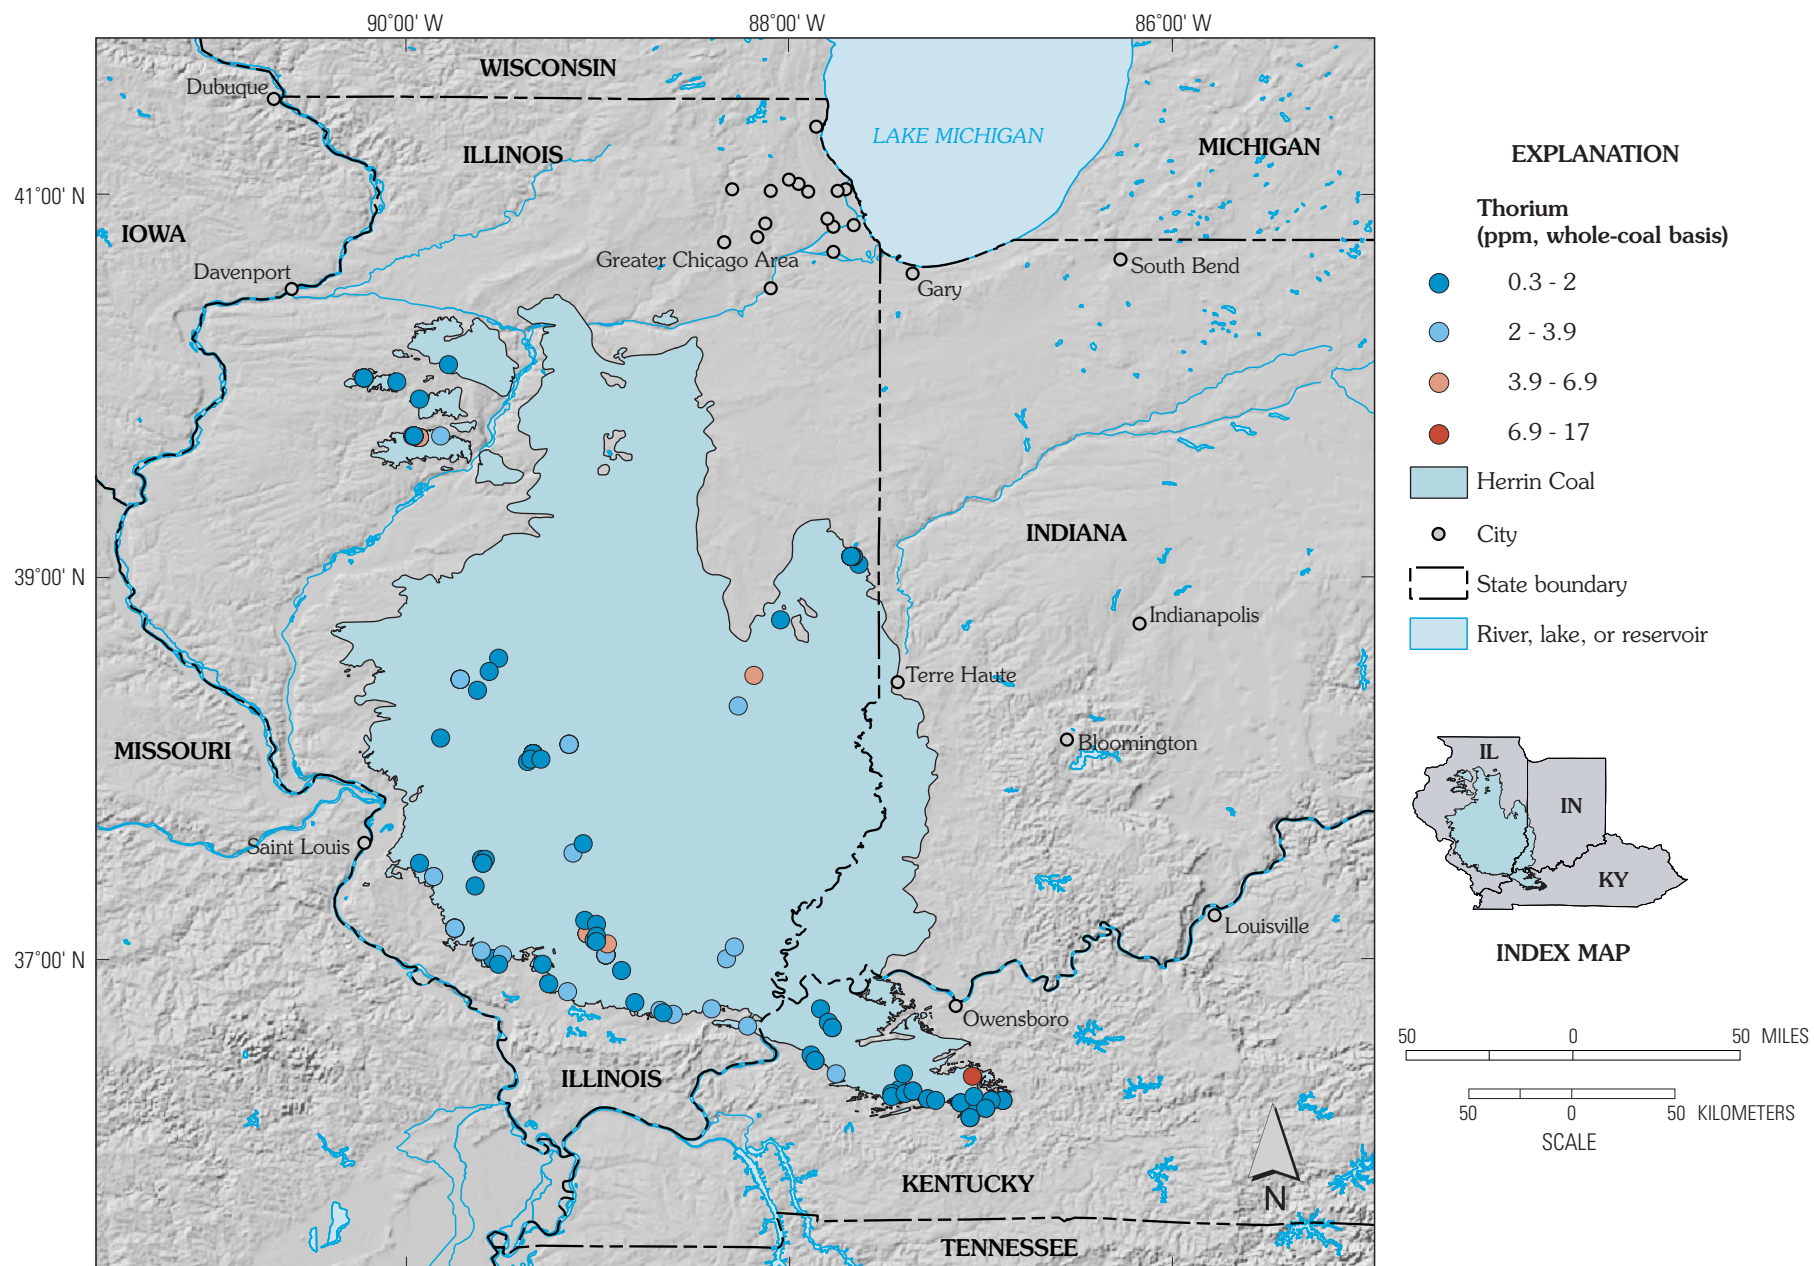 90°00' W
88°00' W
86°00' W
WISCONSIN
Dubuque
LAKE MICHIGAN
ILLINOIS
MICHIGAN
41°00' N
IOWA
Greater Chicago Area
Davenport
South Bend
Gary
INDIANA
39°00' N
Indianapolis
Terre Haute
MISSOURI
Bloomington
Saint Louis
Louisville
37°00' N
Owensboro
ILLINOIS
KENTUCKY
TENNESSEE
N
EXPLANATION
Thorium
(ppm, whole-coal basis)
0.3 - 2
2 - 3.9
3.9 - 6.9
6.9 - 17
Herrin Coal
City
State boundary
River, lake, or reservoir
IL
IN
KY
INDEX MAP
50 0 50 MILES
50 0 50 KILOMETERS
SCALE